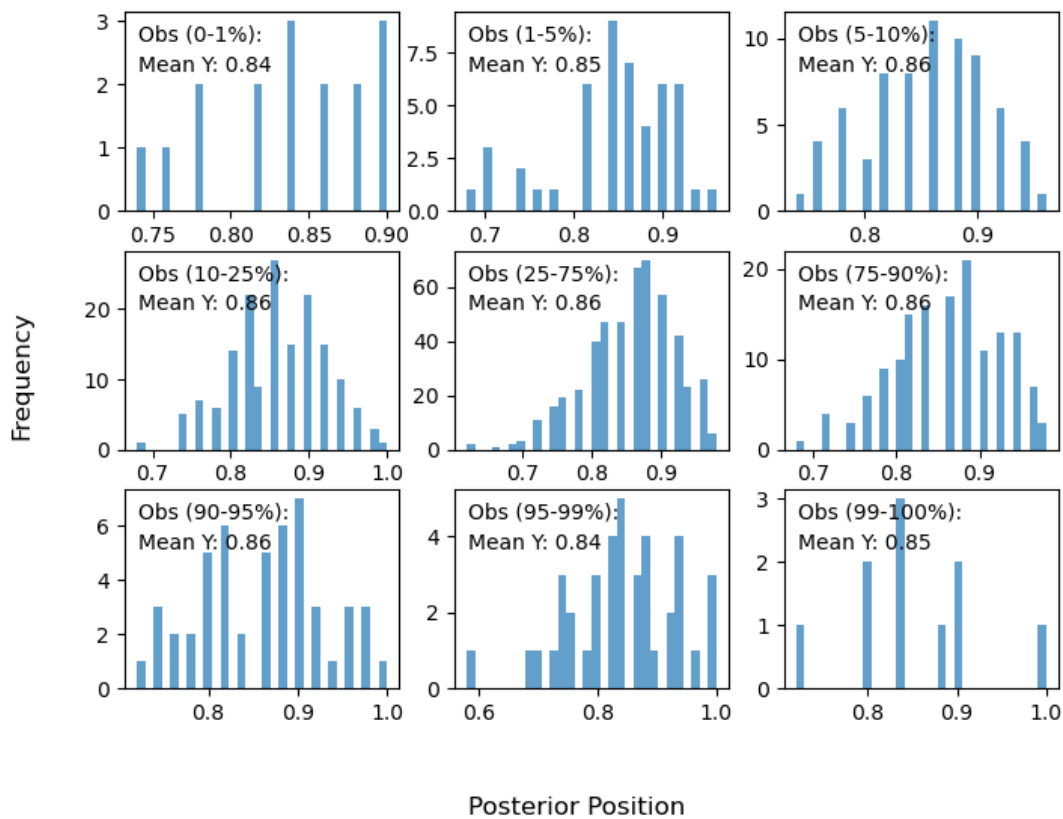 Obs (0-1%):
Mean Y: 0.84
3
2
1
0
0.75 0.80 0.85 0.90
Obs (1-5%):
Mean Y: 0.85
7.5
5.0
2.5
0.0
0.7 0.8 0.9
Obs (5-10%):
Mean Y: 0.86
10
5
0
0.8 0.9
Obs (10-25%):
Mean Y: 0.86
20
10
0
0.7 0.8 0.9 1.0
Obs (25-75%):
Mean Y: 0.86
60
40
20
0
0.7 0.8 0.9
Obs (75-90%):
Mean Y: 0.86
20
10
0
0.7 0.8 0.9
Obs (90-95%):
Mean Y: 0.86
6
4
2
0
0.8 0.9 1.0
Obs (95-99%):
Mean Y: 0.84
4
2
0
0.6 0.8 1.0
Obs (99-100%):
Mean Y: 0.85
3
2
1
0
0.8 0.9 1.0
Frequency
Posterior Position